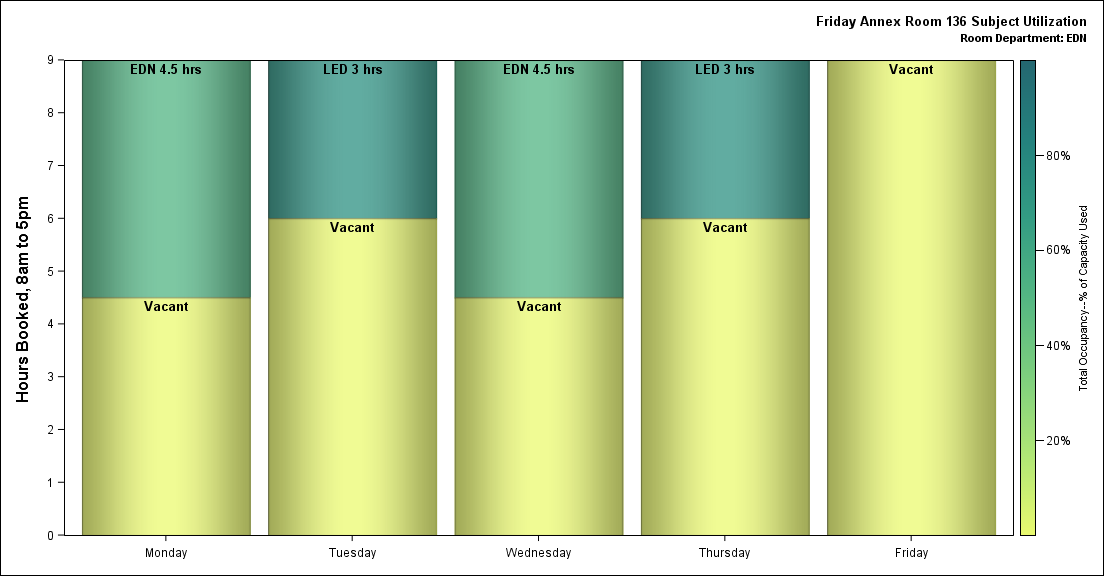 Friday Annex Room 136 Subject Utilization
Room Department: EDN
Hours Booked, 8am to 5pm
9
8
7
6
5
4
3
2
1
0
EDN 4.5 hrs
LED 3 hrs
EDN 4.5 hrs
LED 3 hrs
Vacant
Vacant
Vacant
Vacant
Vacant
Monday
Tuesday
Wednesday
Thursday
Friday
80%
60%
40%
20%
Total Occupancy--% of Capacity Used